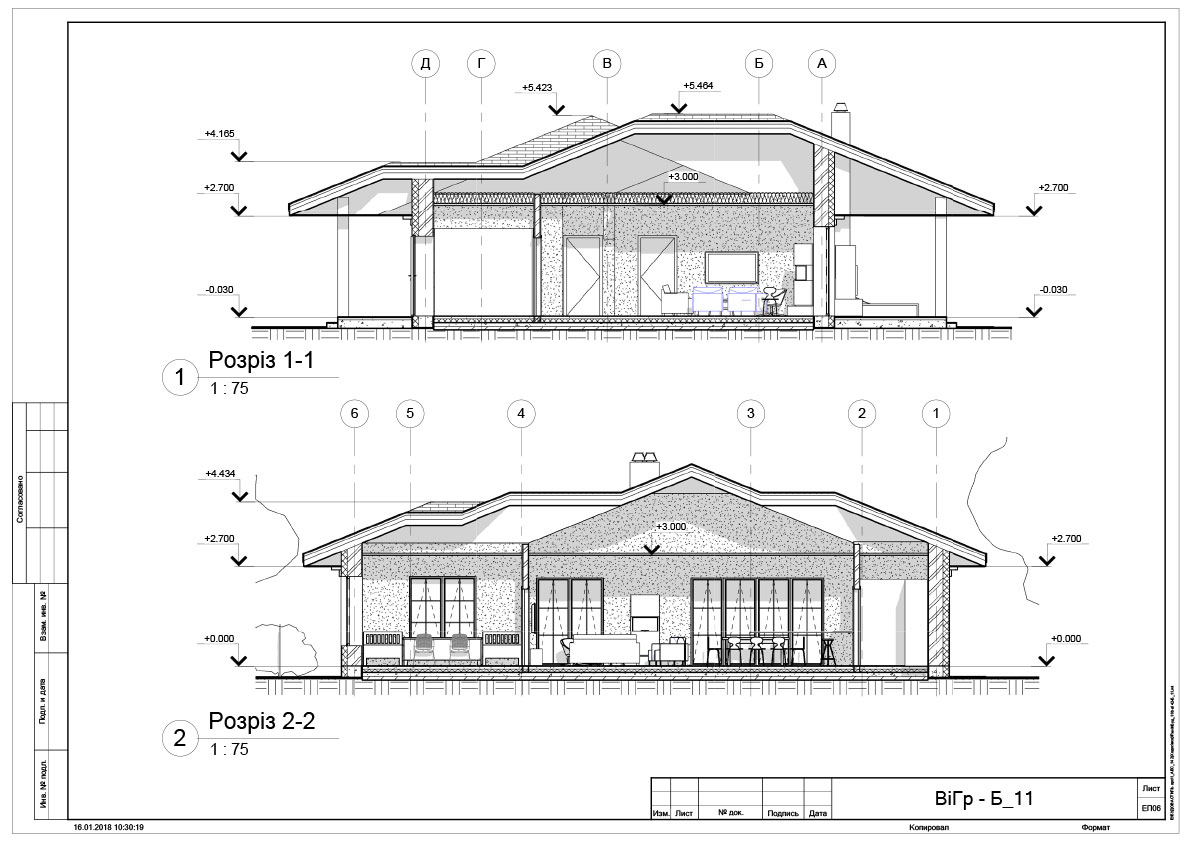 Д Г В Б А
+5.423
+5.464
+4.165
+2.700
+3.000
+2.700
-0.030
-0.030
1 Розріз 1-1
1 : 75
6 5 4 3 2 1
+4.434
+2.700
+3.000
+2.700
+0.000
+0.000
2 Розріз 2-2
1 : 75
Согласовано
Взам. инв. №
Подп. и дата
Инв. № подл.
Изм. Лист № док. Подпись Дата
ВіГр - Б_11
Лист
ЕП06
16.01.2018 10:30:19
Копировал
Формат